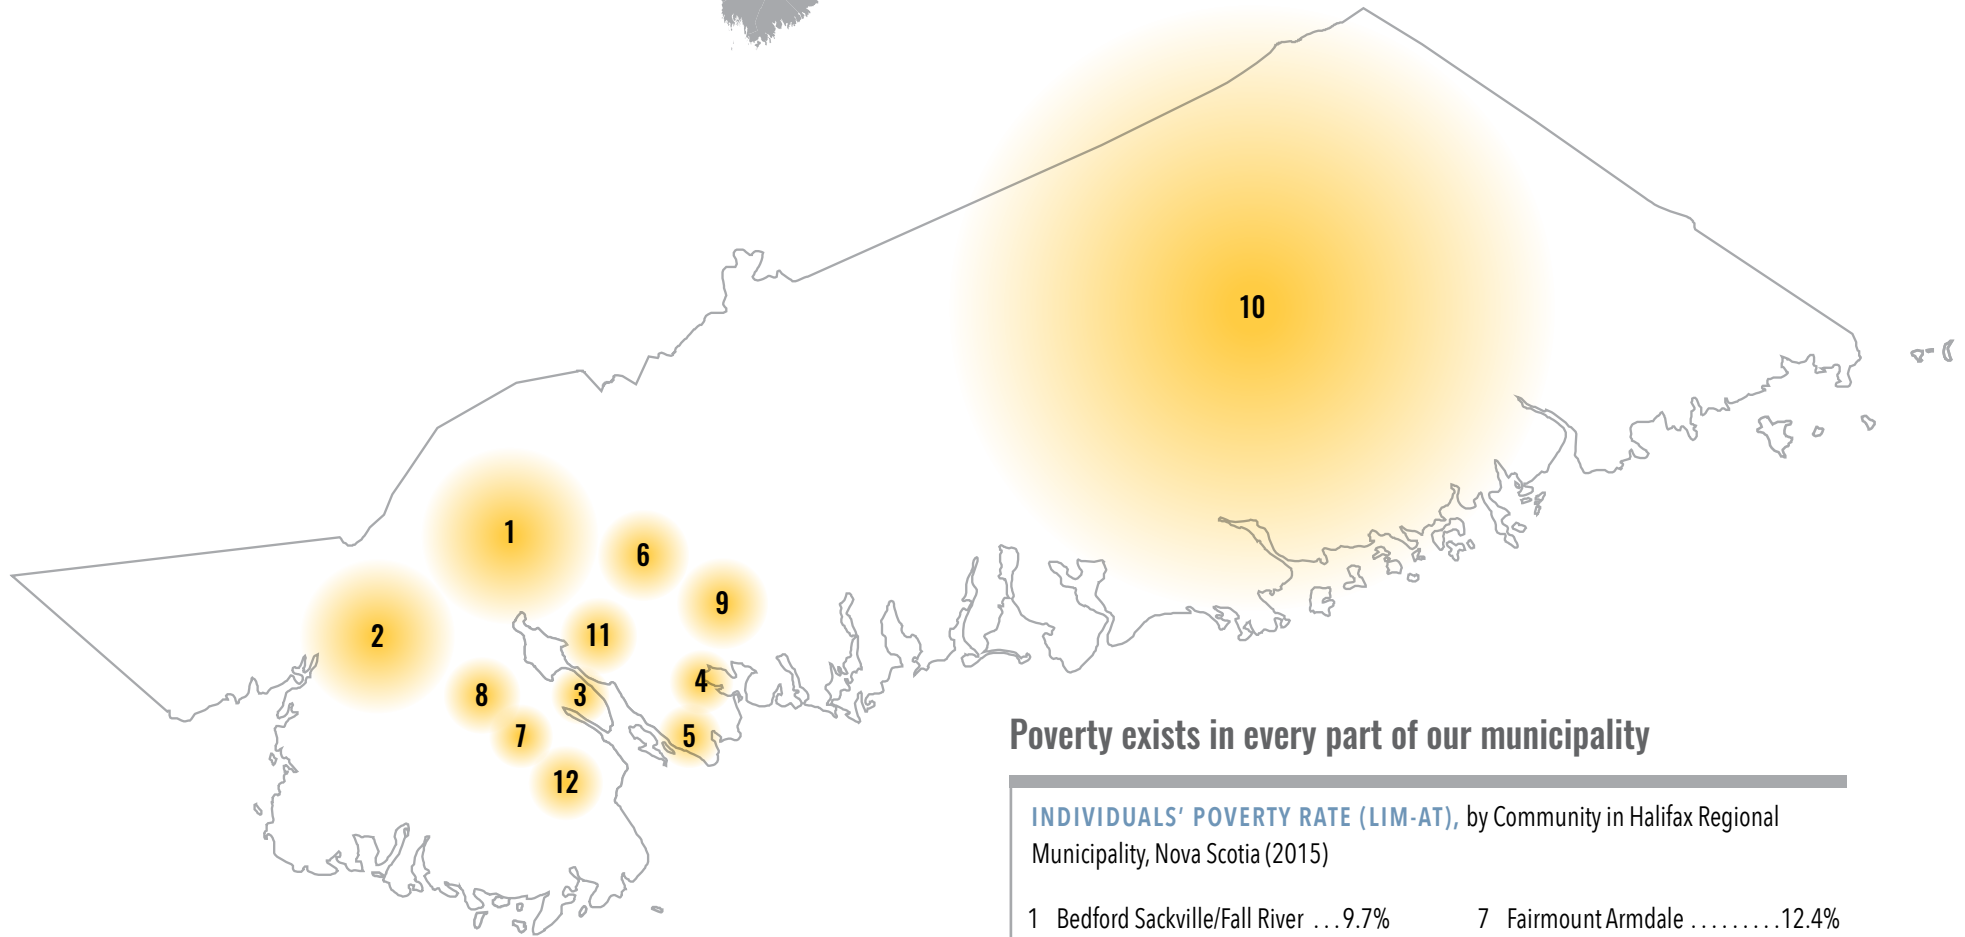 10
1
6
9
2
11
8
3
4
7
5
12
Poverty exists in every part of our municipality
INDIVIDUALS’ POVERTY RATE (LIM-AT), by Community in Halifax Regional
Municipality, Nova Scotia (2015)
1 Bedford Sackville/Fall River ...9.7%
7 Fairmount Armdale .........12.4%